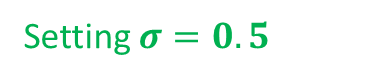 Setting 𝝈 = 𝟎.𝟓